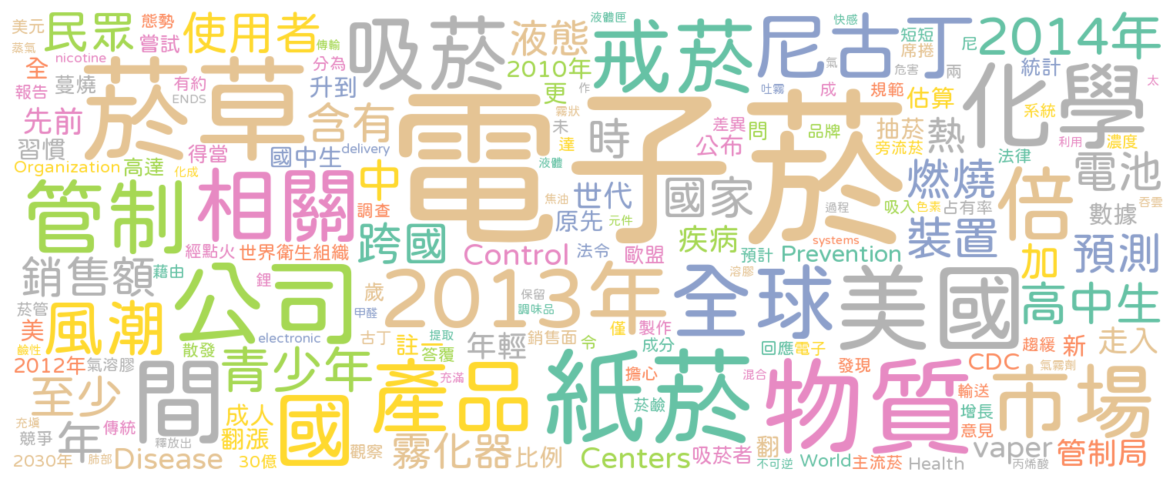 美元
民眾
態勢
使用者
蒸氣
嘗試
傳輸
nicotine
吸菸
液態
液體匣
戒菸
尼古丁
快感
短短
席捲
尼
2014年
全
報告
蔓燒
有約
ENDS
菸草
分為
升到
2010年
更
作
霧狀
吐霧
危害
氣
兩
成
規範
估算
統計
系統
化學
太
利用
濃度
先前
習慣
含有
電子菸
未
達
時
差異
公布
問
品牌
抽菸
旁流菸
熱
法律
電池
Organization
高達
化成
得當
國中生
delivery
液體
管制
相關
中
調查
焦油
世代
原先
元件
國家
過程
燃燒
吸入
色素
占有率
倍
數據
吞雲
經點火
世界衛生組織
跨國
Control
法令
歐盟
疾病
systems
預計
Prevention
裝置
加
預測
銷售額
藉由
鋰
公司
歲
甲醛
2013年
保留
調味品
溶劑
全球
美國
高中生
菸管
美
鹼性
風潮
散發
electronic
古丁
提取
註一
答覆
年輕
銷售面
僅
令
製作
成分
回應
電子
趨緩
新
走入
2012年
氣溶膠
青少年
充滿
產品
紙菸
擔心
菸鹼
混合
物質
發現
CDC
氣霧劑
輸送
增長
意見
市場
至少
充填
競爭
年
傳統
間
釋放出
成人
翻漲
國
觀察
霧化器
比例
Centers
吸菸者
翻
不可逆
World
主流菸
Health
vaper
丙烯酸
管制局
2030年
肺部
Disease
30億